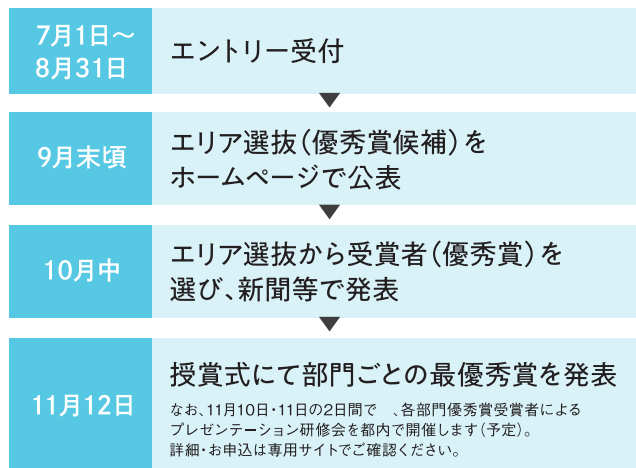 7月1日〜
8月31日
エントリー受付
9月末頃
エリア選抜（優秀賞候補）を
ホームページで公表
10月中
エリア選抜から受賞者（優秀賞）を
選び、新聞等で発表
11月12日
授賞式にて部門ごとの最優秀賞を発表
なお、11月10日・11日の2日間で　、各部門優秀賞受賞者による
プレゼンテーション研修会を都内で開催します（予定）。
詳細・お申込は専用サイトでご確認ください。